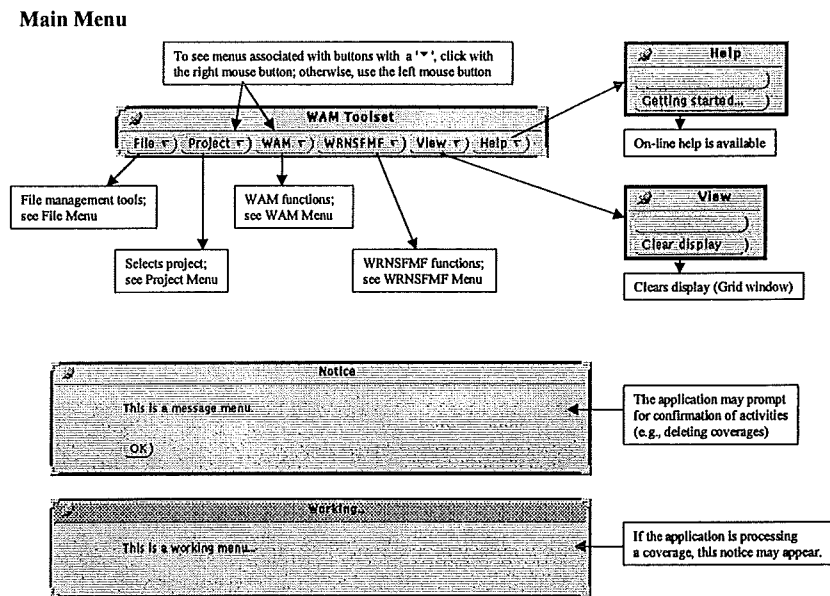 Main Menu
To see menus associated with buttons with a '▼', click with
the right mouse button; otherwise, use the left mouse button
WAM Toolset
File Project WAM WRNSFMF View Help
Help
Getting started...
On-line help is available
File management tools;
see File Menu
WAM functions;
see WAM Menu
View
Clear display
Selects project;
see Project Menu
WRNSFMF functions;
see WRNSFMF Menu
Clears display (Grid window)
Notice
This is a message menu.
OK
The application may prompt
for confirmation of activities
(e.g., deleting coverages)
Working...
This is a working menu...
If the application is processing
a coverage, this notice may appear.